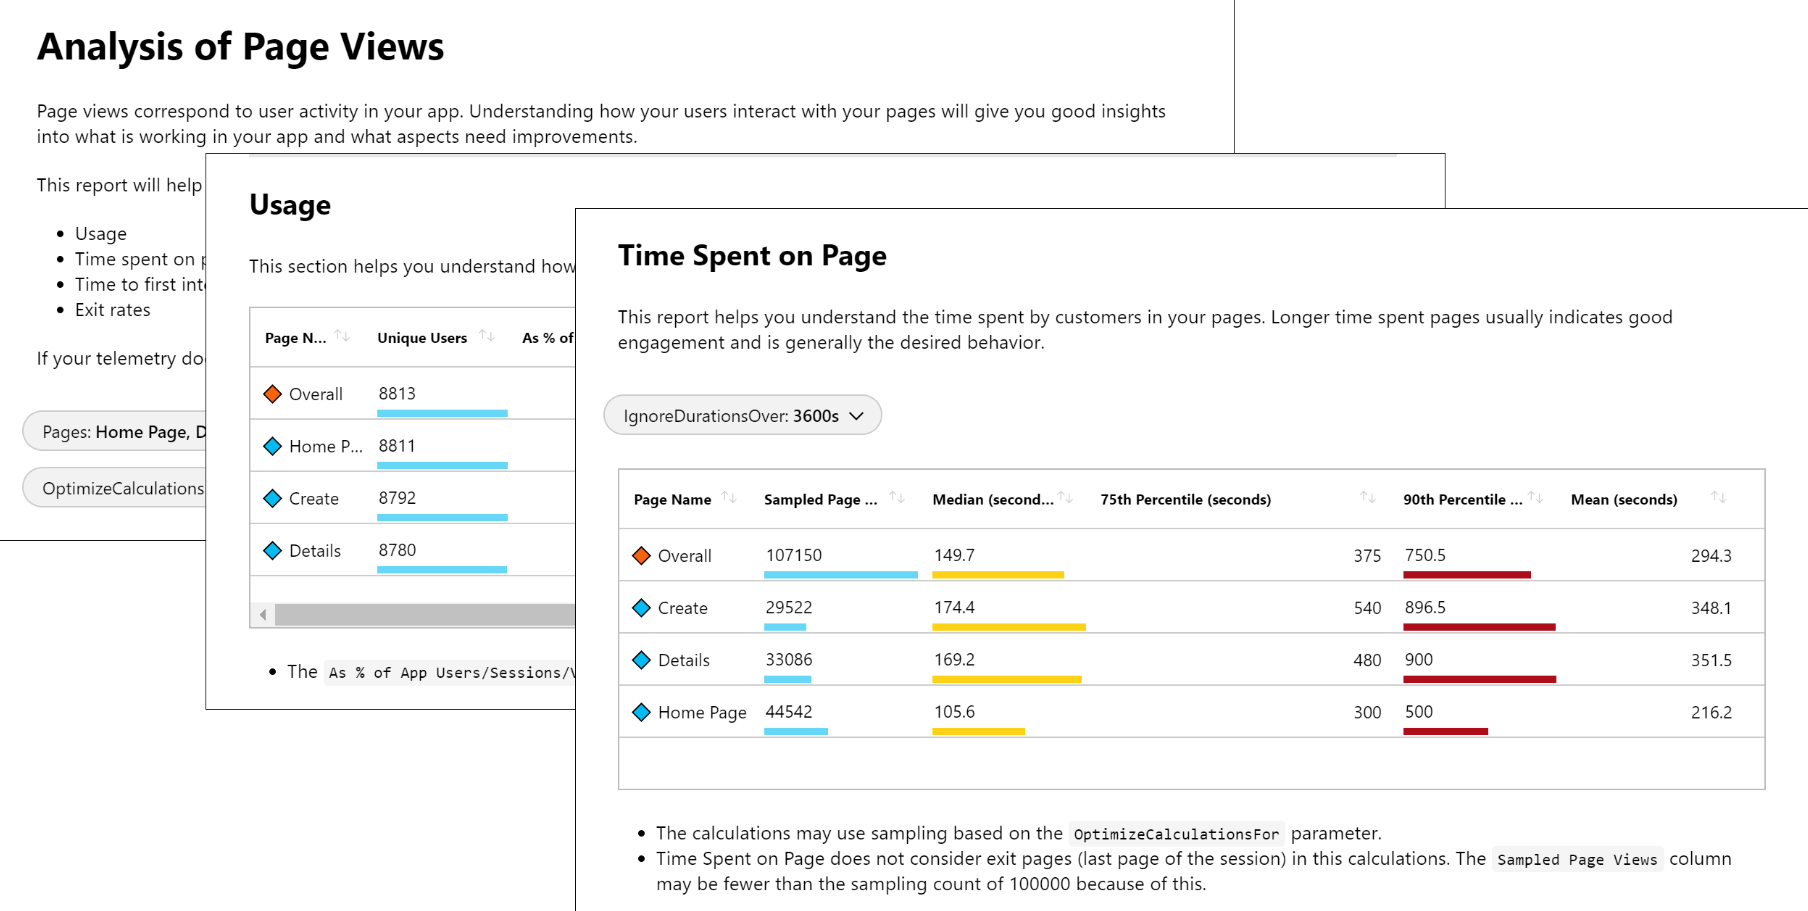 Analysis of Page Views
Page views correspond to user activity in your app. Understanding how your users interact with your pages will give you good insights
into what is working in your app and what aspects need improvements.
This report will help
Usage
Time spent on
Time to first
Exit rates
If your telemetry
Pages: Home Page,
OptimizeCalculations
Usage
This section helps you understand how
Page N... Unique Users As % of
Overall 8813
Home P... 8811
Create 8792
Details 8780
The As % of App Users/Sessions/
Time Spent on Page
This report helps you understand the time spent by customers in your pages. Longer time spent pages usually indicates good
engagement and is generally the desired behavior.
IgnoreDurationsOver: 3600s
Page Name Sampled Page ... Median (second... 75th Percentile (seconds) 90th Percentile ... Mean (seconds)
Overall 107150 149.7 375 750.5 294.3
Create 29522 174.4 540 896.5 348.1
Details 33086 169.2 480 900 351.5
Home Page 44542 105.6 300 500 216.2
The calculations may use sampling based on the OptimizeCalculationsFor parameter.
Time Spent on Page does not consider exit pages (last page of the session) in this calculations. The Sampled Page Views column
may be fewer than the sampling count of 100000 because of this.